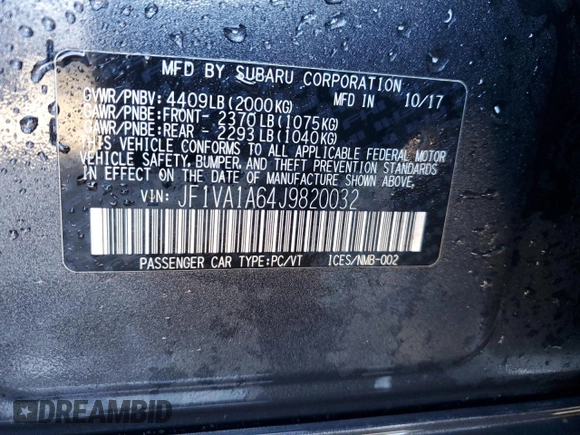 MFD BY SUBARU CORPORATION
GVWR/PNBV: 4409LB(2000KG) MFD IN 10/17
GAWR/PNBE:FRONT- 2370LB(1075KG)
GAWR/PNBE:REAR - 2293LB(1040KG)
THIS VEHICLE CONFORMS TO ALL APPLICABLE FEDERAL MOTOR
VEHICLE SAFETY, BUMPER, AND THEFT PREVENTION STANDARDS
IN EFFECT ON THE DATE OF MANUFACTURE SHOWN ABOVE.
VIN: JF1VA1A64J9820032
PASSENGER CAR TYPE:PC/VT ICES/NMB-002
DREAMBID